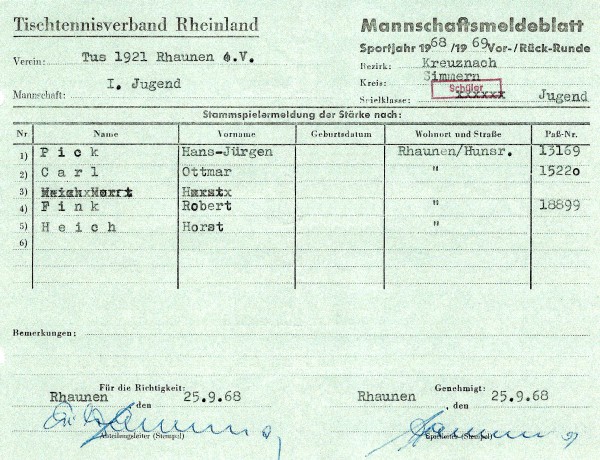 Tischtennisverband Rheinland
Mannschaftsmeldeblatt
Sportjahr 1968/1969 Vor-/Rück-Runde
Verein: Tus 1921 Rhaunen e.V.
Bezirk: Kreuznach
Kreis: Simmern
Mannschaft: I. Jugend
Schüler
Spielklasse: xxxxxx Jugend
Stammspielermeldung der Stärke nach:
Nr Name Vorname Geburtsdatum Wohnort und Straße Paß-Nr.
1) Pick Hans-Jürgen Rhaunen/Hunsr. 13169
2) Carl Ottmar " 15220
3)
4) Fink Robert " 18899
5) Heich Horst "
6)
Bemerkungen:
Für die Richtigkeit: Genehmigt:
Rhaunen, den 25.9.68 Rhaunen, den 25.9.68
Abteilungsleiter (Stempel) (Stempel)